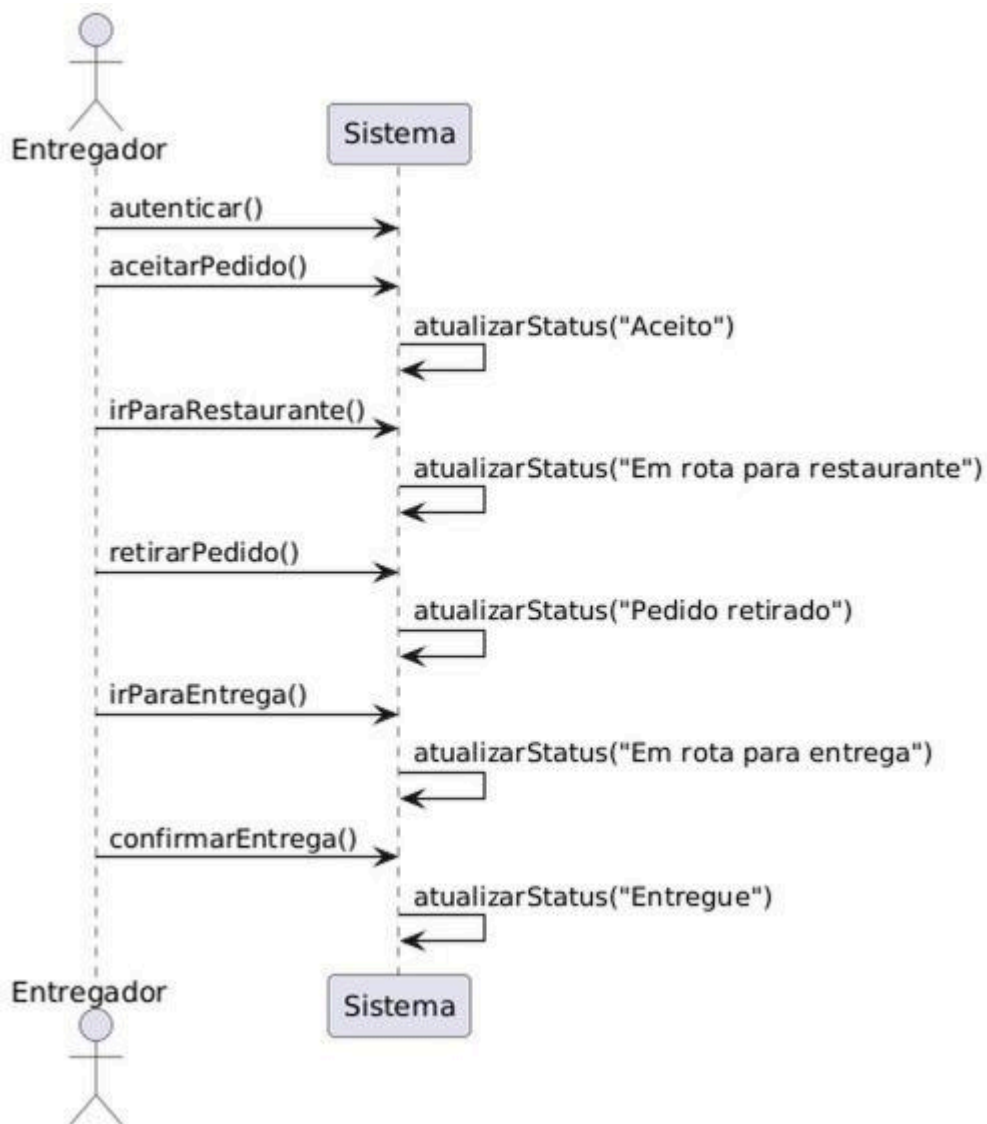 Entregador
Sistema
autenticar()
aceitarPedido()
atualizarStatus("Aceito")
irParaRestaurante()
atualizarStatus("Em rota para restaurante")
retirarPedido()
atualizarStatus("Pedido retirado")
irParaEntrega()
atualizarStatus("Em rota para entrega")
confirmarEntrega()
atualizarStatus("Entregue")
Entregador
Sistema